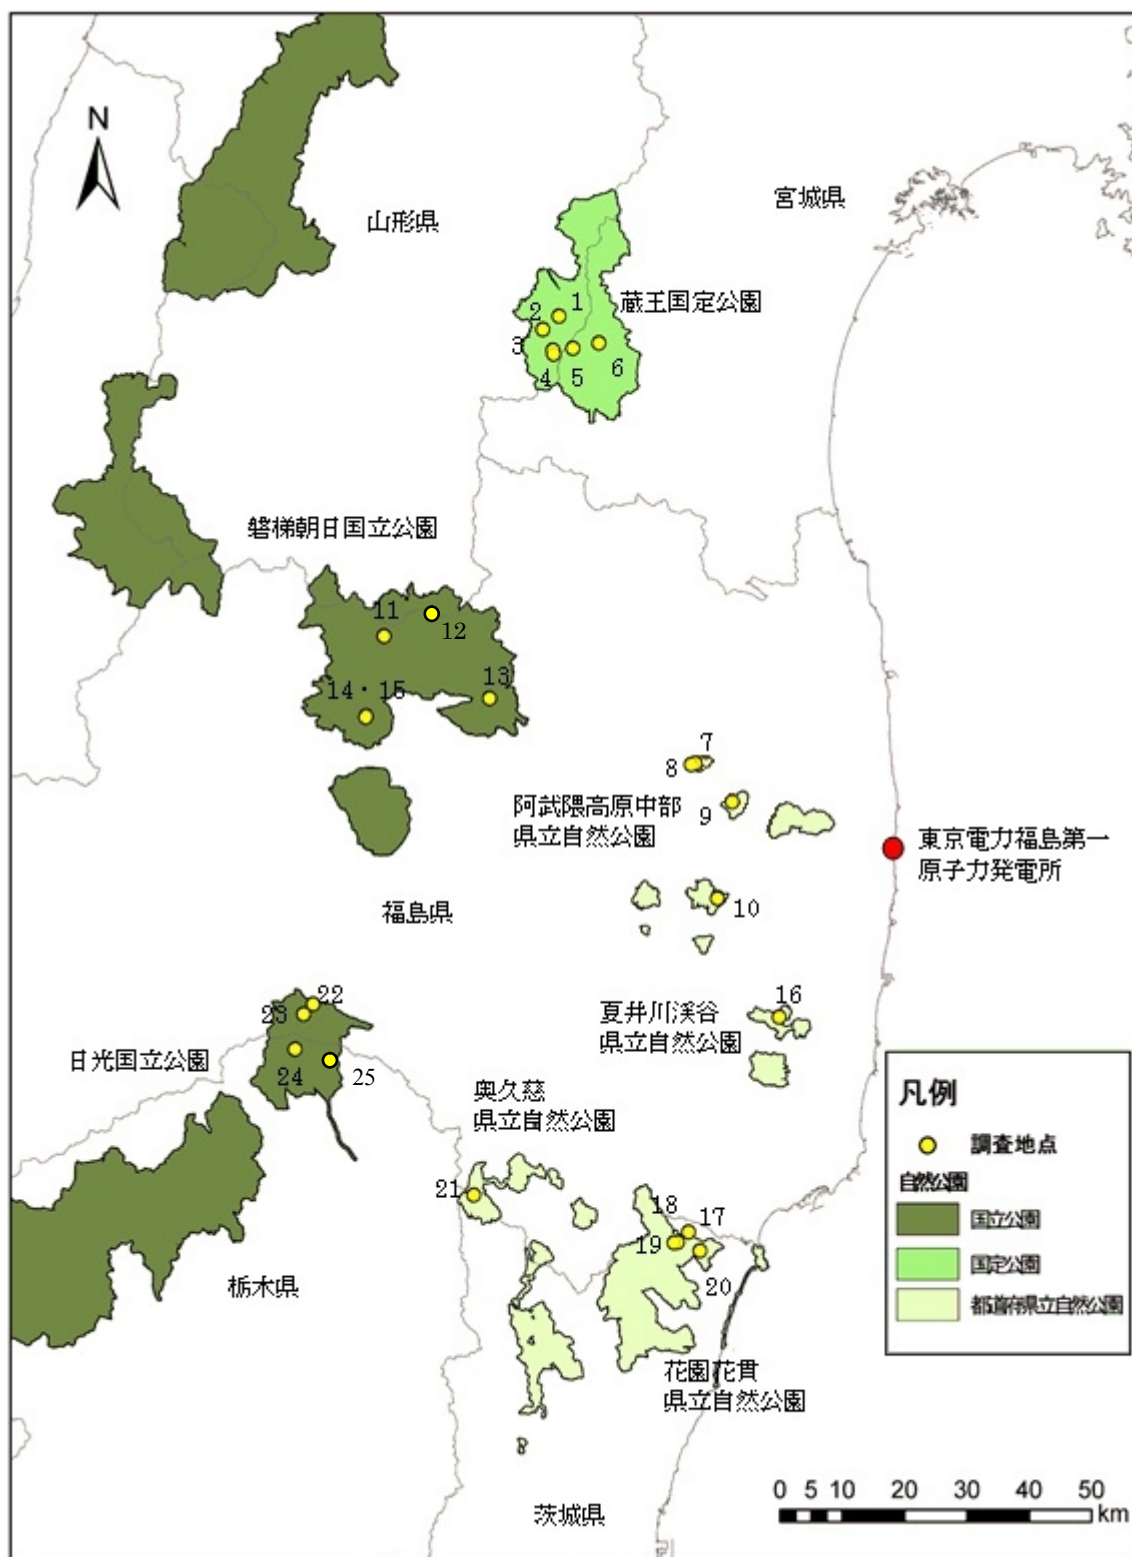 N
山形県
宮城県
蔵王国定公園
1
2
3
4
5
6
磐梯朝日国立公園
11
12
13
14・15
7
8
9
阿武隈高原中部
県立自然公園
10
東京電力福島第一
原子力発電所
福島県
22
23
24
25
日光国立公園
夏井川渓谷
県立自然公園
16
奥久慈
県立自然公園
21
18
17
19
20
栃木県
花園花貫
県立自然公園
茨城県
凡例
調査地点
自然公園
国立公園
国定公園
都道府県立自然公園
0 5 10 20 30 40 50
km